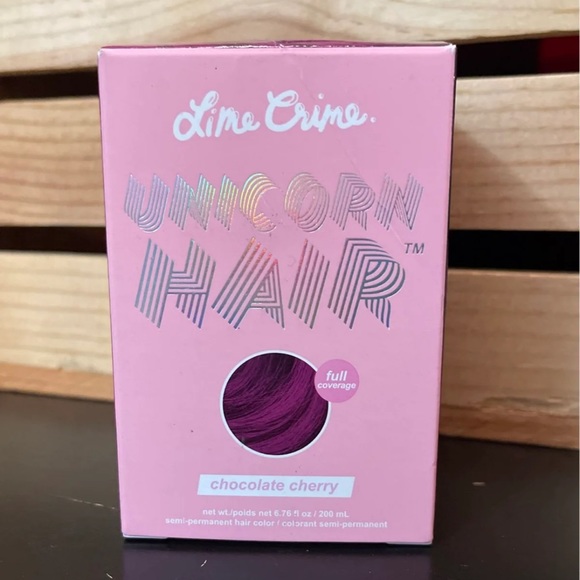 Lime Crime®
UNICORN
HAIR™
full
coverage
chocolate cherry
net wt./poids net 6.76 fl oz / 200 mL
semi-permanent hair color / colorant semi-permanent